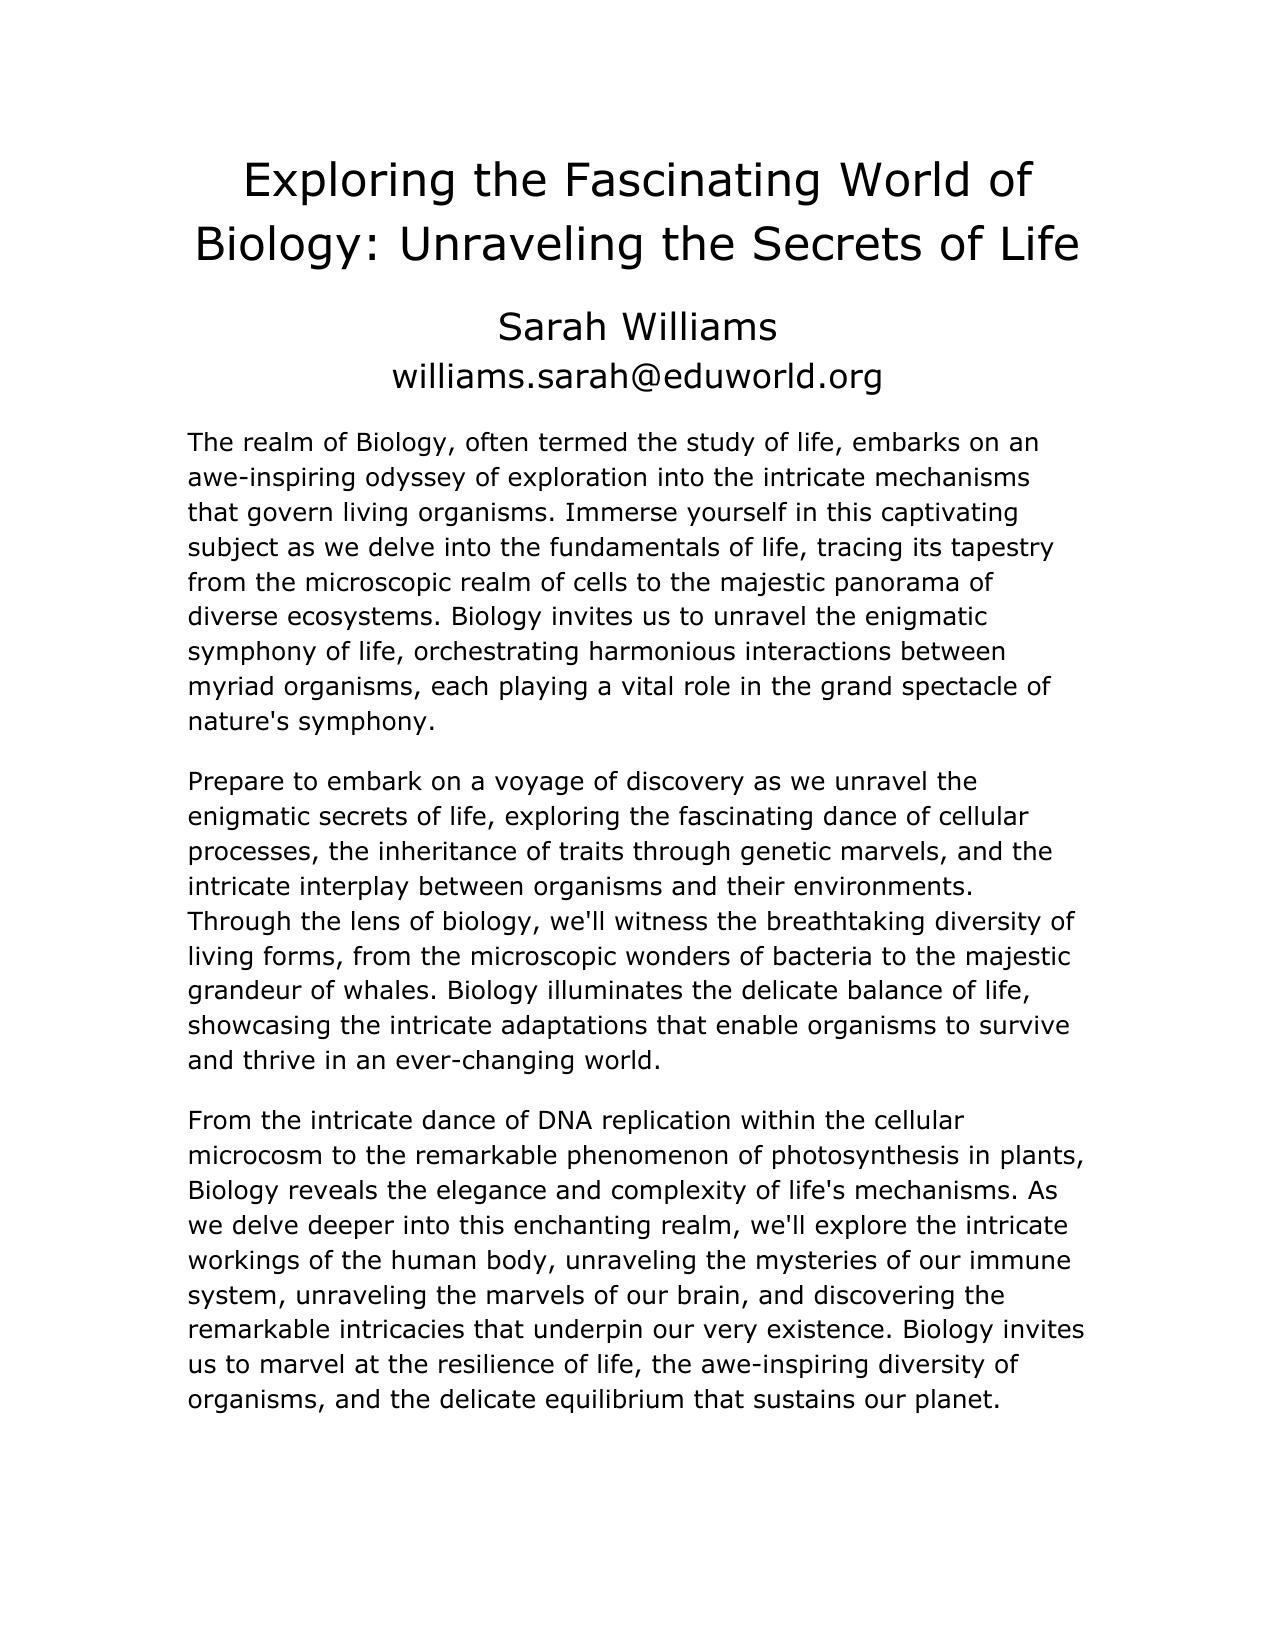 Exploring the Fascinating World of
Biology: Unraveling the Secrets of Life
Sarah Williams
williams.sarah@eduworld.org
The realm of Biology, often termed the study of life, embarks on an
awe-inspiring odyssey of exploration into the intricate mechanisms
that govern living organisms. Immerse yourself in this captivating
subject as we delve into the fundamentals of life, tracing its tapestry
from the microscopic realm of cells to the majestic panorama of
diverse ecosystems. Biology invites us to unravel the enigmatic
symphony of life, orchestrating harmonious interactions between
myriad organisms, each playing a vital role in the grand spectacle of
nature's symphony.
Prepare to embark on a voyage of discovery as we unravel the
enigmatic secrets of life, exploring the fascinating dance of cellular
processes, the inheritance of traits through genetic marvels, and the
intricate interplay between organisms and their environments.
Through the lens of biology, we'll witness the breathtaking diversity of
living forms, from the microscopic wonders of bacteria to the majestic
grandeur of whales. Biology illuminates the delicate balance of life,
showcasing the intricate adaptations that enable organisms to survive
and thrive in an ever-changing world.
From the intricate dance of DNA replication within the cellular
microcosm to the remarkable phenomenon of photosynthesis in plants,
Biology reveals the elegance and complexity of life's mechanisms. As
we delve deeper into this enchanting realm, we'll explore the intricate
workings of the human body, unraveling the mysteries of our immune
system, unraveling the marvels of our brain, and discovering the
remarkable intricacies that underpin our very existence. Biology invites
us to marvel at the resilience of life, the awe-inspiring diversity of
organisms, and the delicate equilibrium that sustains our planet.